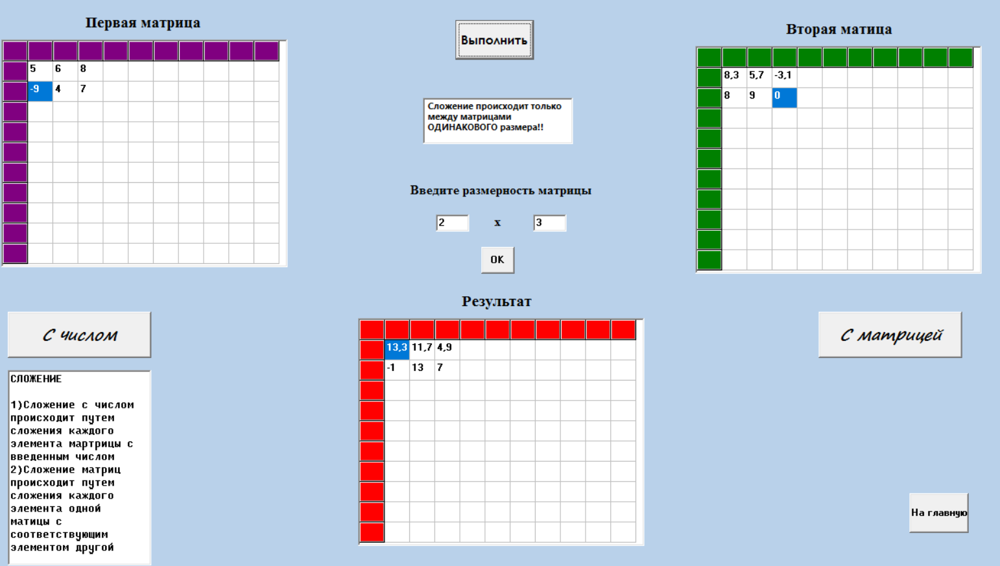 Первая матрица
5 6 8
-9 4 7
Выполнить
Сложение происходит только
между матрицами
ОДИНАКОВОГО размера!!
Введите размерность матрицы
2 x 3
ОК
Вторая матица
8,3 5,7 -3,1
8 9 0
Результат
13,3 11,7 4,9
-1 13 7
С числом
СЛОЖЕНИЕ
1)Сложение с числом
происходит путем
сложения каждого
элемента мартрицы с
введенным числом
2)Сложение матриц
происходит путем
сложения каждого
элемента одной
матицы с
соответствующим
элементом другой
С матрицей
На главную